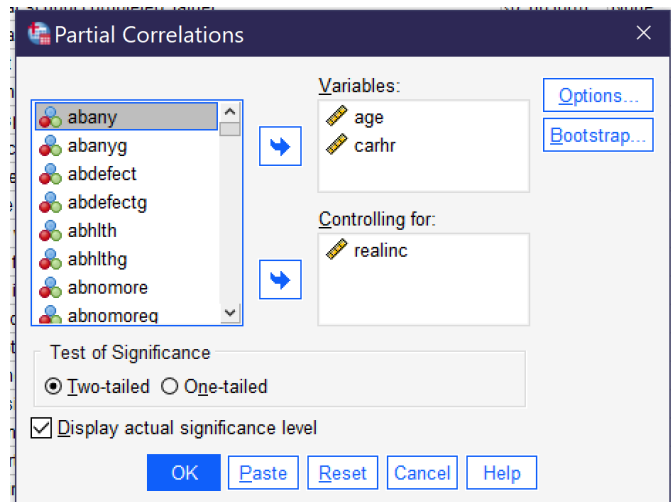 Partial Correlations
Variables:
abany
abanyg
abdefect
abdefectg
abhlth
abhlthg
abnomore
abnomoreg
age
carhr
Options...
Bootstrap...
Controlling for:
realinc
Test of Significance
Two-tailed One-tailed
Display actual significance level
OK Paste Reset Cancel Help